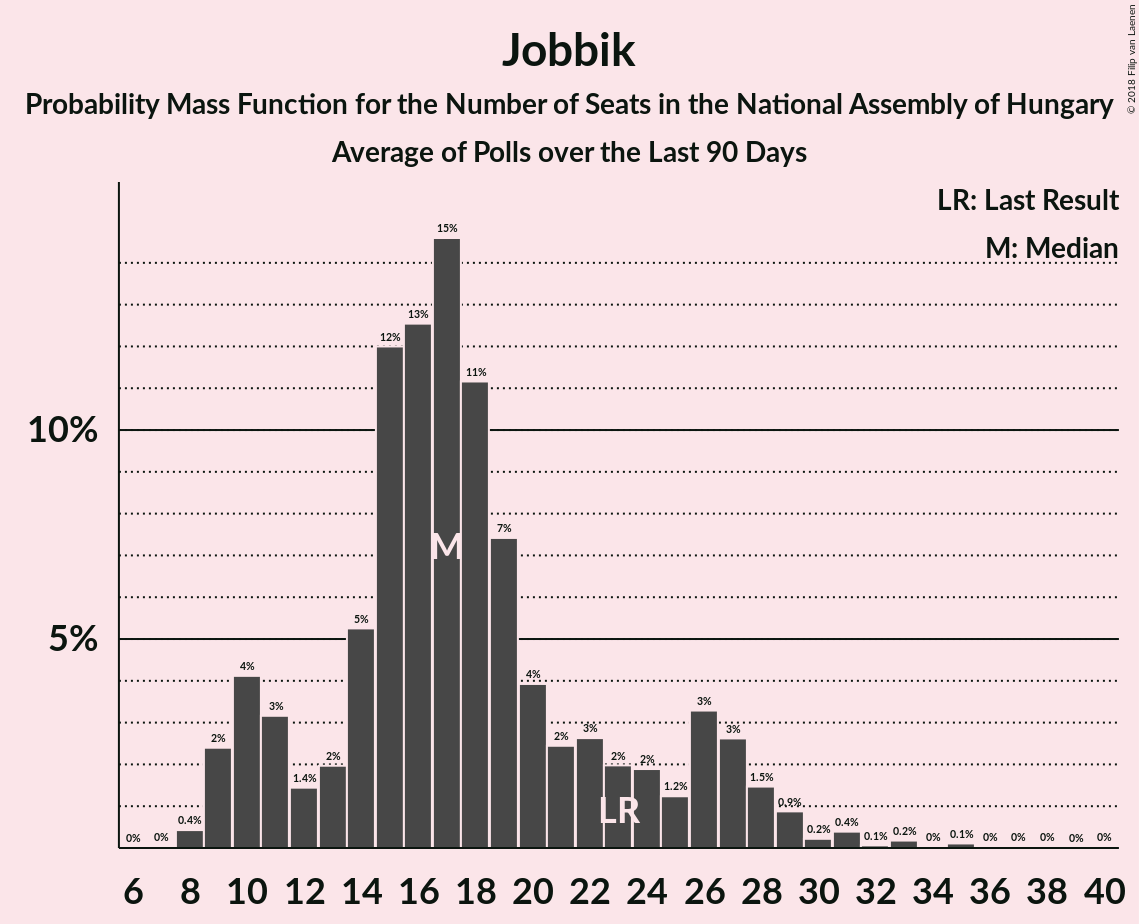 Jobbik
Probability Mass Function for the Number of Seats in the National Assembly of Hungary
Average of Polls over the Last 90 Days
© 2018 Filip van Laenen
LR: Last Result
M: Median
10%
5%
0% 0% 0.4% 2% 4% 3% 1.4% 2% 5% 12% 13% 15% 11% 7% 4% 2% 3% 2% 2% 1.2% 3% 3% 1.5% 0.9% 0.2% 0.4% 0.1% 0.2% 0% 0.1% 0% 0% 0% 0% 0%
M
LR
6 8 10 12 14 16 18 20 22 24 26 28 30 32 34 36 38 40